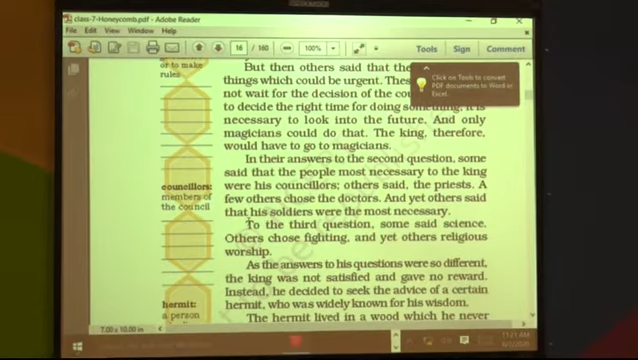 class-7-Honeycomb.pdf - Adobe Reader
File Edit View Window Help
16 / 160 100% Tools Sign Comment
or to make
rules
Click on Tools to convert
PDF documents to Word or
Excel.
But then others said that
things which could be urgent.
not wait for the decision of the
to decide the right time for doing something, it is
necessary to look into the future. And only
magicians could do that. The king, therefore,
would have to go to magicians.
In their answers to the second question, some
said that the people most necessary to the king
were his councillors; others said, the priests. A
few others chose the doctors. And yet others said
that his soldiers were the most necessary.
councillors:
members of
the council
To the third question, some said science.
Others chose fighting, and yet others religious
worship.
As the answers to his questions were so different,
the king was not satisfied and gave no reward.
Instead, he decided to seek the advice of a certain
hermit, who was widely known for his wisdom.
The hermit lived in a wood which he never
hermit:
a person
7.00 x 10.00 in
11:21 AM